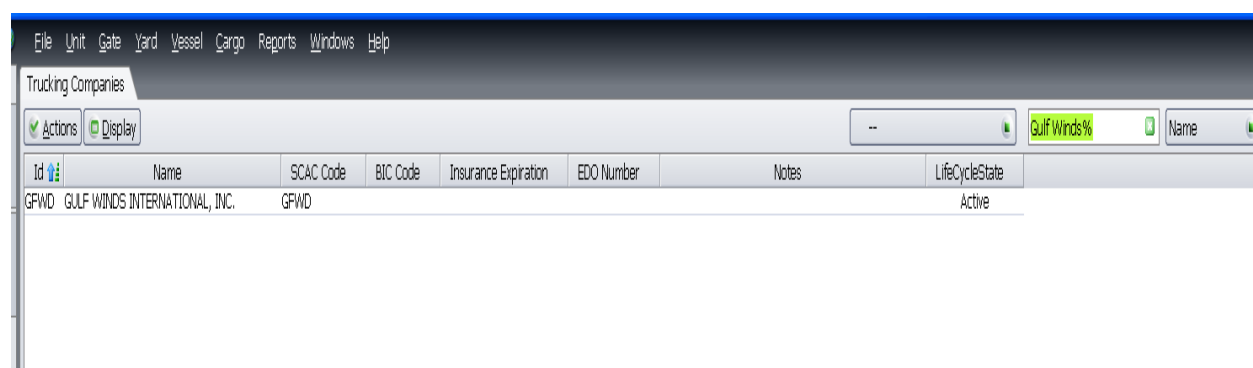 File Unit Gate Yard Vessel Cargo Reports Windows Help
Trucking Companies
Actions Display -- Gulf Winds% Name
Id Name SCAC Code BIC Code Insurance Expiration EDO Number Notes LifeCycleState
GFWD GULF WINDS INTERNATIONAL, INC. GFWD Active